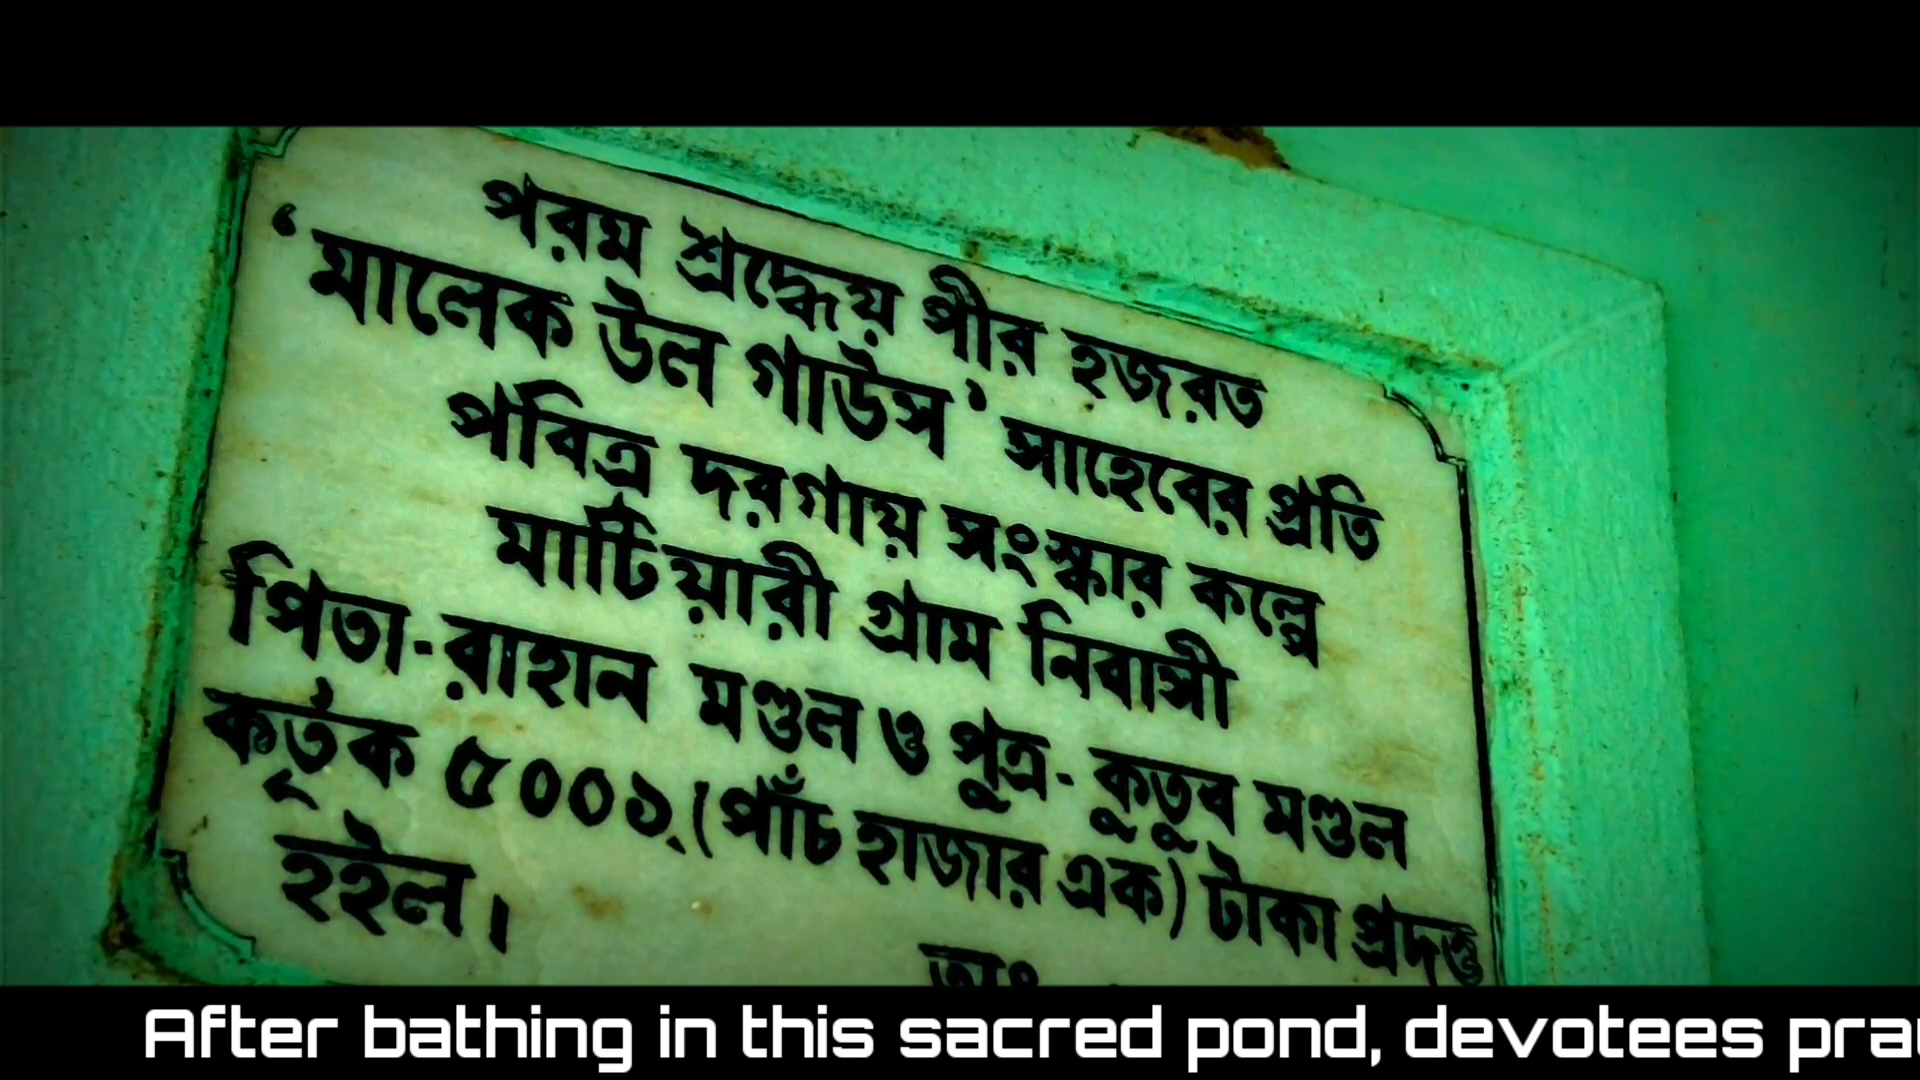 পরম শ্রদ্ধেয় পীর হজরত
‘মালেক উল গাউস’ সাহেবের প্রতি
পবিত্র দরগায় সংস্কার কল্পে
মাটিয়ারী গ্রাম নিবাসী
পিতা-রাহান মণ্ডল ও পুত্র- কুতুব মণ্ডল
কর্তৃক ৫০০১ (পাঁচ হাজার এক) টাকা প্রদত্ত
হইল।
তাং
After bathing in this sacred pond, devotees